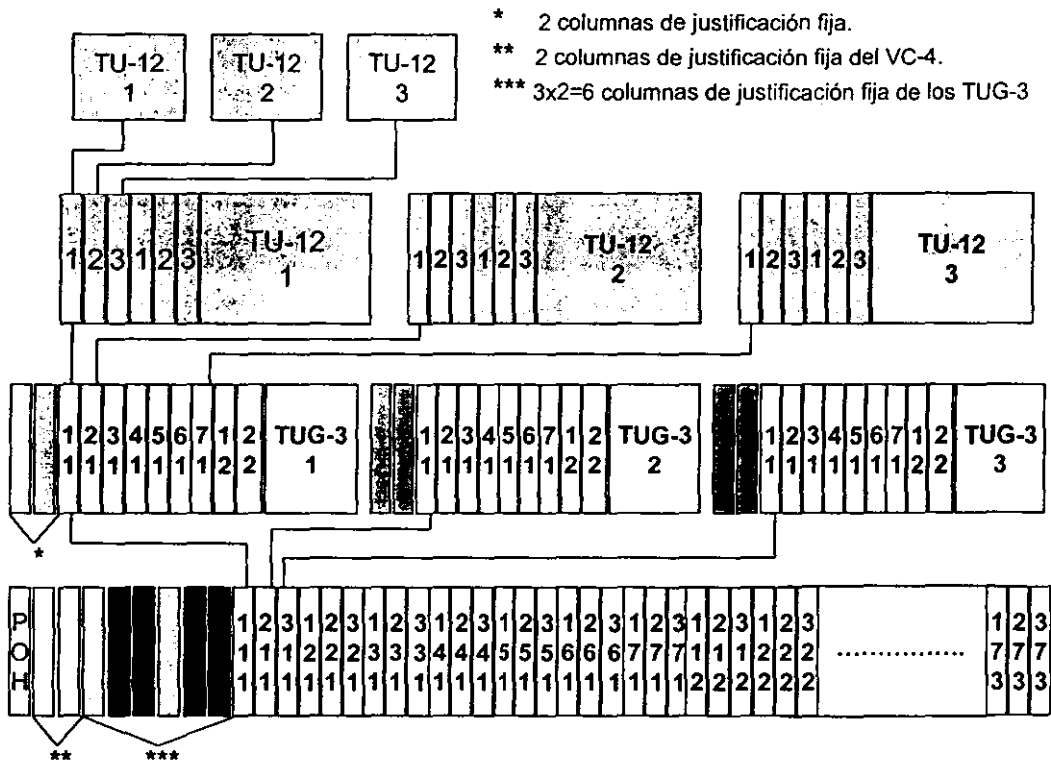 * 2 columnas de justificación fija.
** 2 columnas de justificación fija del VC-4.
*** 3x2=6 columnas de justificación fija de los TUG-3
TU-12 TU-12 TU-12
1 2 3
TU-12 TU-12 TU-12
1 2 3 1 2 3 1 1 2 3 1 2 3 2 1 2 3 1 2 3 3
1 2 3 4 5 6 7 1 2 TUG-3 1 2 3 4 5 6 7 1 2 TUG-3 1 2 3 4 5 6 7 1 2 TUG-3
1 1 1 1 1 1 1 2 2 1 1 1 1 1 1 1 1 2 2 2 1 1 1 1 1 1 1 2 2 3
*
P 1 2 3 1 2 3 1 2 3 1 2 3 1 2 3 1 2 3 1 2 3 1 2 3 1 2 3 1 2 3
O 1 1 1 2 2 2 3 3 3 4 4 4 5 5 5 6 6 6 7 7 7 1 1 1 2 2 2 ................ 7 7 7
H 1 1 1 1 1 1 1 1 1 1 1 1 1 1 1 1 1 1 1 1 1 2 2 2 2 2 2 3 3 3
** ***